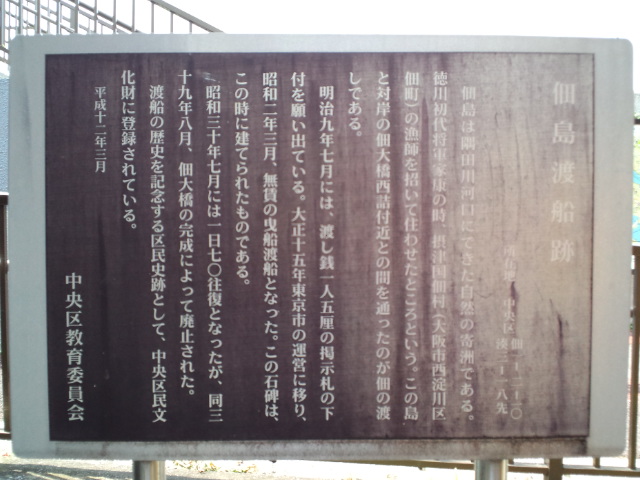 佃島渡船跡
所在地 中央区 佃一-二-一〇
湊三-一八先
佃島は隅田川河口にできた自然の寄洲である。
徳川初代将軍家康の時、摂津国佃村(大阪市西淀川区
佃町)の漁師を招いて住わせたところという。この島
と対岸の佃大橋西詰付近との間を通ったのが佃の渡
しである。
明治九年七月には、渡し銭一人五厘の掲示札の下
付を願い出ている。大正十五年東京市の運営に移り、
昭和二年三月、無賃の曳船渡船となった。この石碑は、
この時に建てられたものである。
昭和三十年七月には一日七〇往復となったが、同三
十九年八月、佃大橋の完成によって廃止された。
渡船の歴史を記念する区民史跡として、中央区民文
化財に登録されている。
平成十二年三月
中央区教育委員会